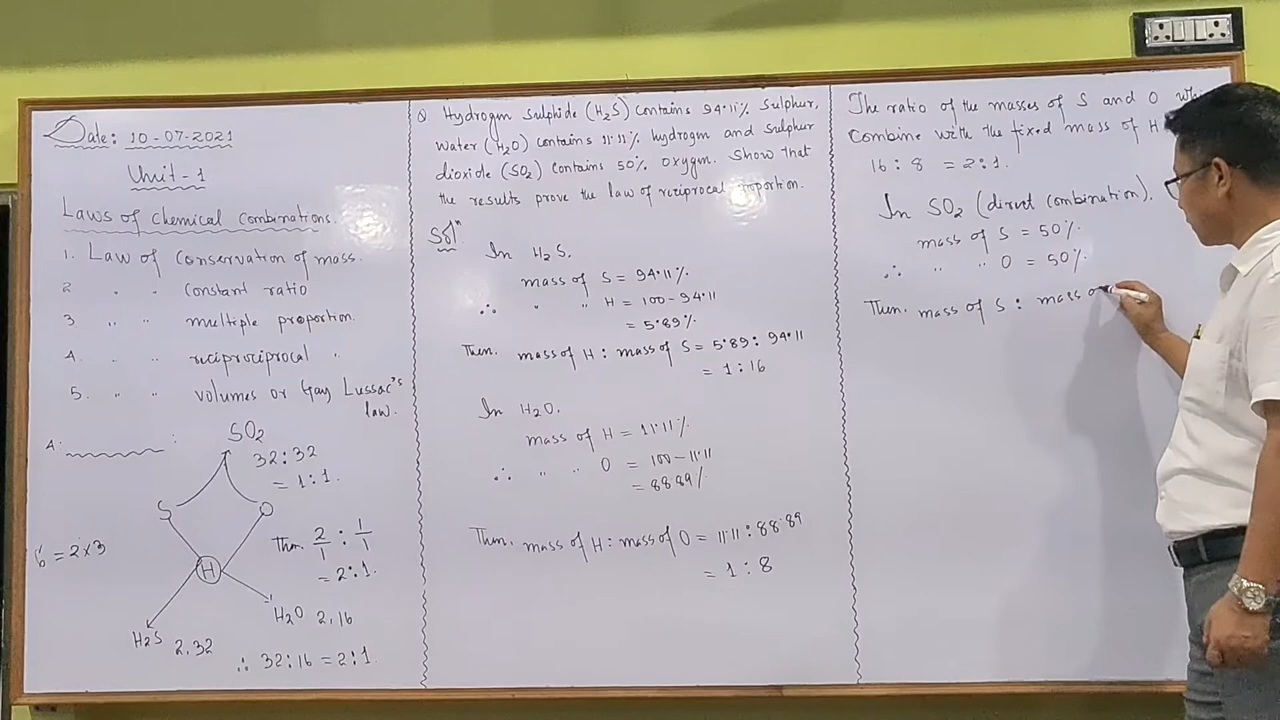 Date: 10-07-2021
Unit-1
Laws of chemical Combinations.
1. Law of Conservation of mass.
2 " " Constant ratio
3 " " multiple proportion.
4. " " reciprociprocal "
5. " " volumes or Gay Lussac's
law.
4. :
SO2
32:32
= 1:1.
S O
6 = 2×3
Then. 2/1 : 1/1
= 2:1.
H
H2O 2,16
H2S 2,32
∴ 32:16 = 2:1.
Q Hydrogen Sulphide (H2S) Contains 94.11% Sulphur,
water (H2O) contains 11.11% hydrogen and Sulphur
dioxide (SO2) Contains 50% oxygen. Show that
the results prove the law of reciprocal proportion.
Solⁿ
In H2S.
mass of S = 94.11%
∴ " " H = 100 - 94.11
= 5.89%
Then. mass of H : mass of S = 5.89 : 94.11
= 1 : 16
In H2O.
mass of H = 11.11%
∴ " " O = 100 - 11.11
= 88.89%
Then. mass of H : mass of O = 11.11 : 88.89
= 1 : 8
The ratio of the masses of S and O
Combine with the fixed mass of H
16 : 8 = 2:1.
In SO2 (direct combination).
mass of S = 50%.
∴ " " O = 50%.
Then. mass of S : mass o